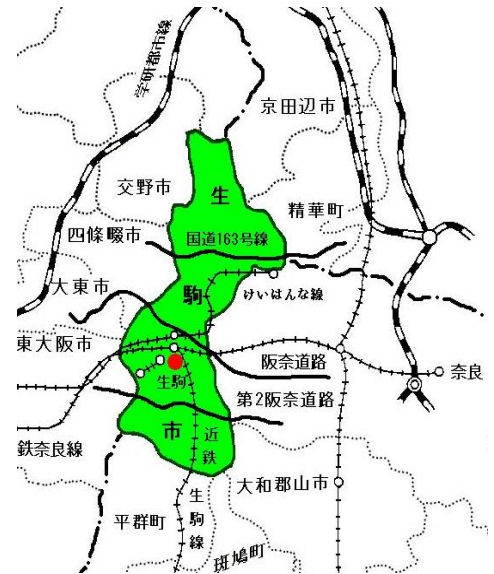 学研都市線
京田辺市
交野市
生
精華町
四條畷市
国道163号線
大東市
駒
けいはんな線
東大阪市
阪奈道路
奈良
生駒
第2阪奈道路
市
近鉄
鉄奈良線
大和郡山市
生駒線
平群町
斑鳩町